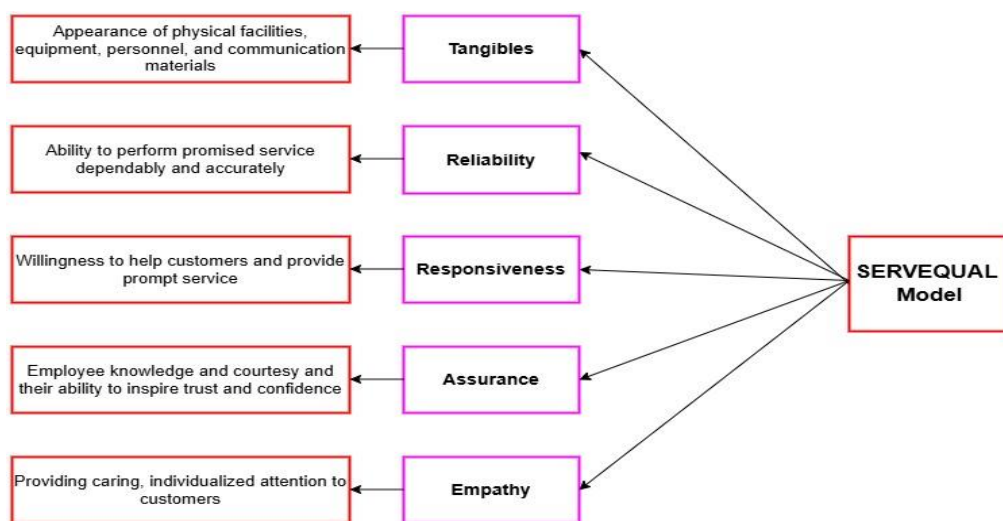 Appearance of physical facilities,
equipment, personnel, and communication
materials
Tangibles
Ability to perform promised service
dependably and accurately
Reliability
Willingness to help customers and provide
prompt service
Responsiveness
SERVEQUAL
Model
Employee knowledge and courtesy and
their ability to inspire trust and confidence
Assurance
Providing caring, individualized attention to
customers
Empathy